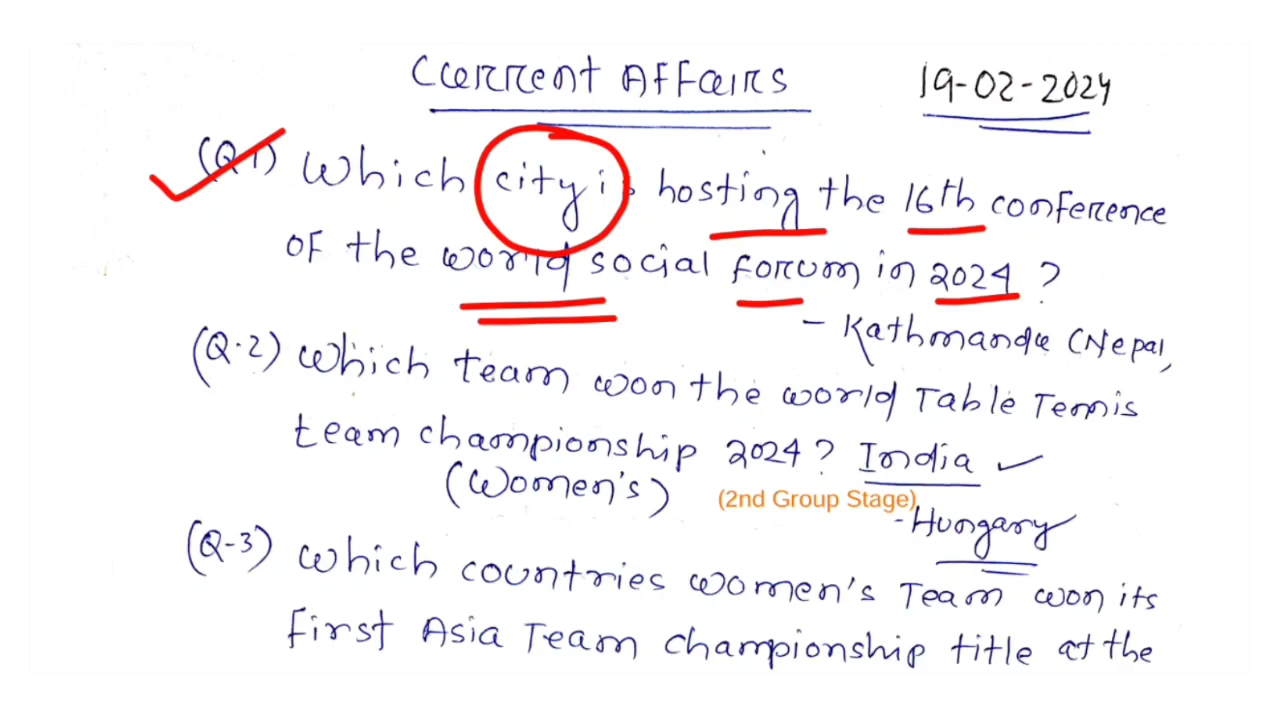 Current Affairs 19-02-2024
(Q1) Which city is hosting the 16th conference
of the world social forum in 2024 ?
- Kathmandu (Nepal,
(Q.2) Which team won the world Table Tennis
team championship 2024 ? India ✓
(Women's) (2nd Group Stage)
- Hungary
(Q-3) Which countries women's Team won its
first Asia Team championship title at the